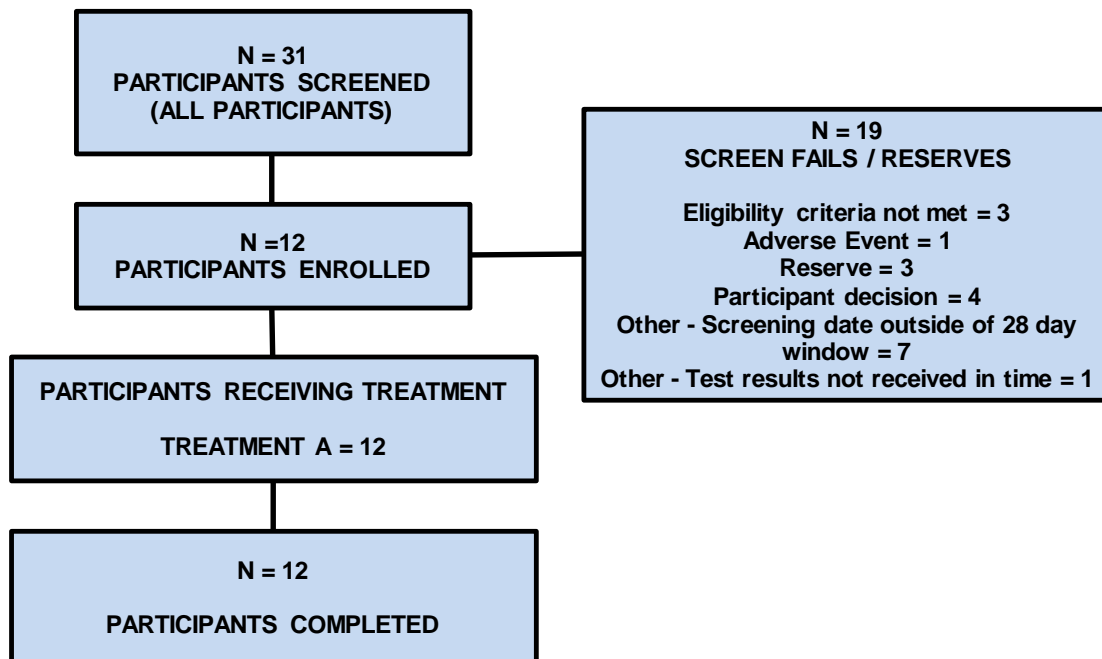 N = 31
PARTICIPANTS SCREENED
(ALL PARTICIPANTS)
N = 19
SCREEN FAILS / RESERVES
Eligibility criteria not met = 3
Adverse Event = 1
Reserve = 3
Participant decision = 4
Other - Screening date outside of 28 day
window = 7
Other - Test results not received in time = 1
N =12
PARTICIPANTS ENROLLED
PARTICIPANTS RECEIVING TREATMENT
TREATMENT A = 12
N = 12
PARTICIPANTS COMPLETED